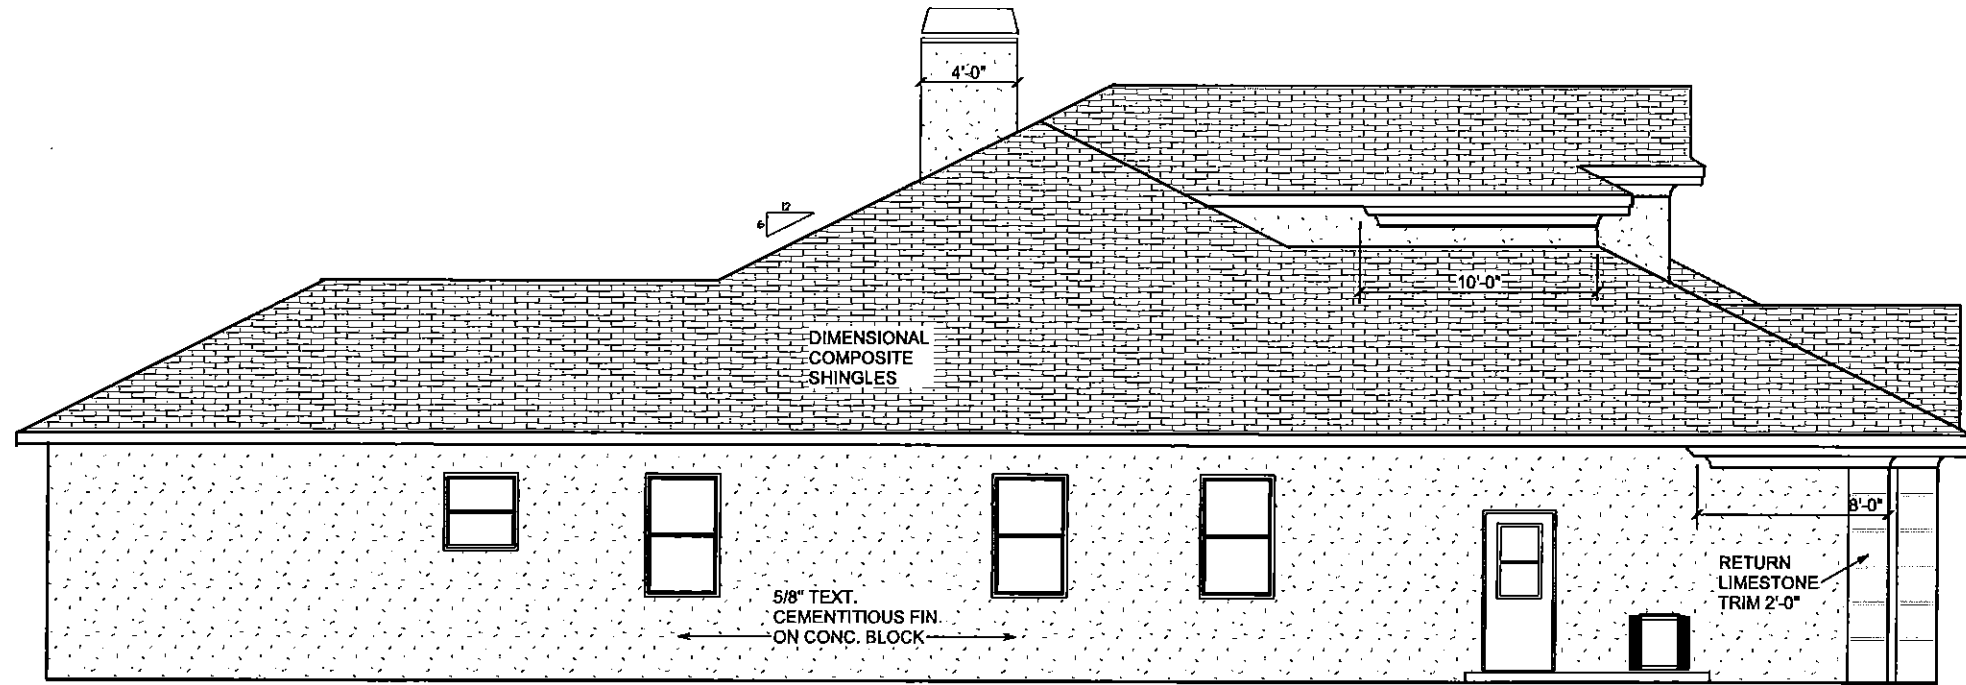 4'-0"
12
6
10'-0"
DIMENSIONAL
COMPOSITE
SHINGLES
8'-0"
RETURN
LIMESTONE
TRIM 2'-0"
5/8" TEXT.
CEMENTITIOUS FIN.
ON CONC. BLOCK